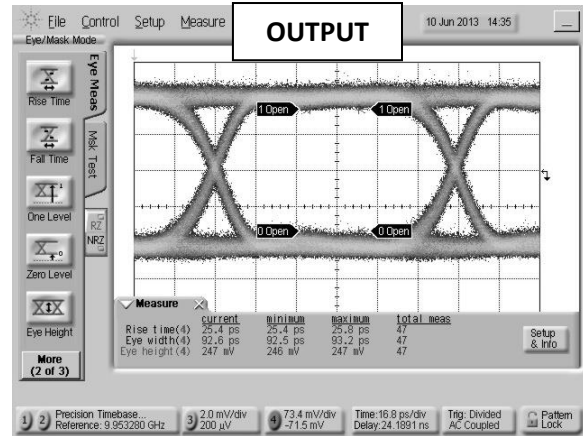 File Control Setup Measure
OUTPUT
10 Jun 2013 14:35
Eye/Mask Mode
Eye Meas
Msk Test
Rise Time
Fall Time
One Level
RZ
NRZ
Zero Level
Eye Height
More
(2 of 3)
1 Open
1 Open
0 Open
0 Open
Measure
current minimum maximum total meas
Rise time(4) 25.4 ps 25.4 ps 25.8 ps 47
Eye width(4) 92.6 ps 92.5 ps 93.2 ps 47
Eye height(4) 247 mV 246 mV 247 mV 47
Setup
& Info
1 2 Precision Timebase...
Reference: 9.953280 GHz
3 2.0 mV/div
200 µV
4 73.4 mV/div
-71.5 mV
Time:16.8 ps/div
Delay:24.1891 ns
Trig: Divided
AC Coupled
Pattern
Lock